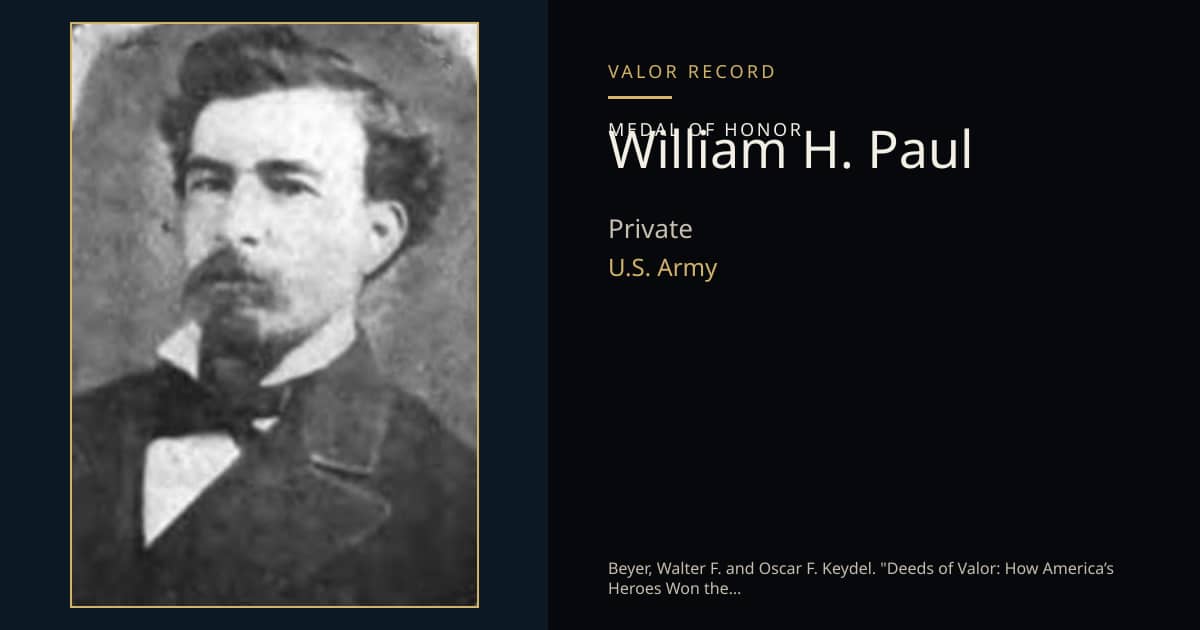 VALOR RECORD
MEDAL OF HONOR
William H. Paul
Private
U.S. Army
Beyer, Walter F. and Oscar F. Keydel. "Deeds of Valor: How America’s
Heroes Won the...